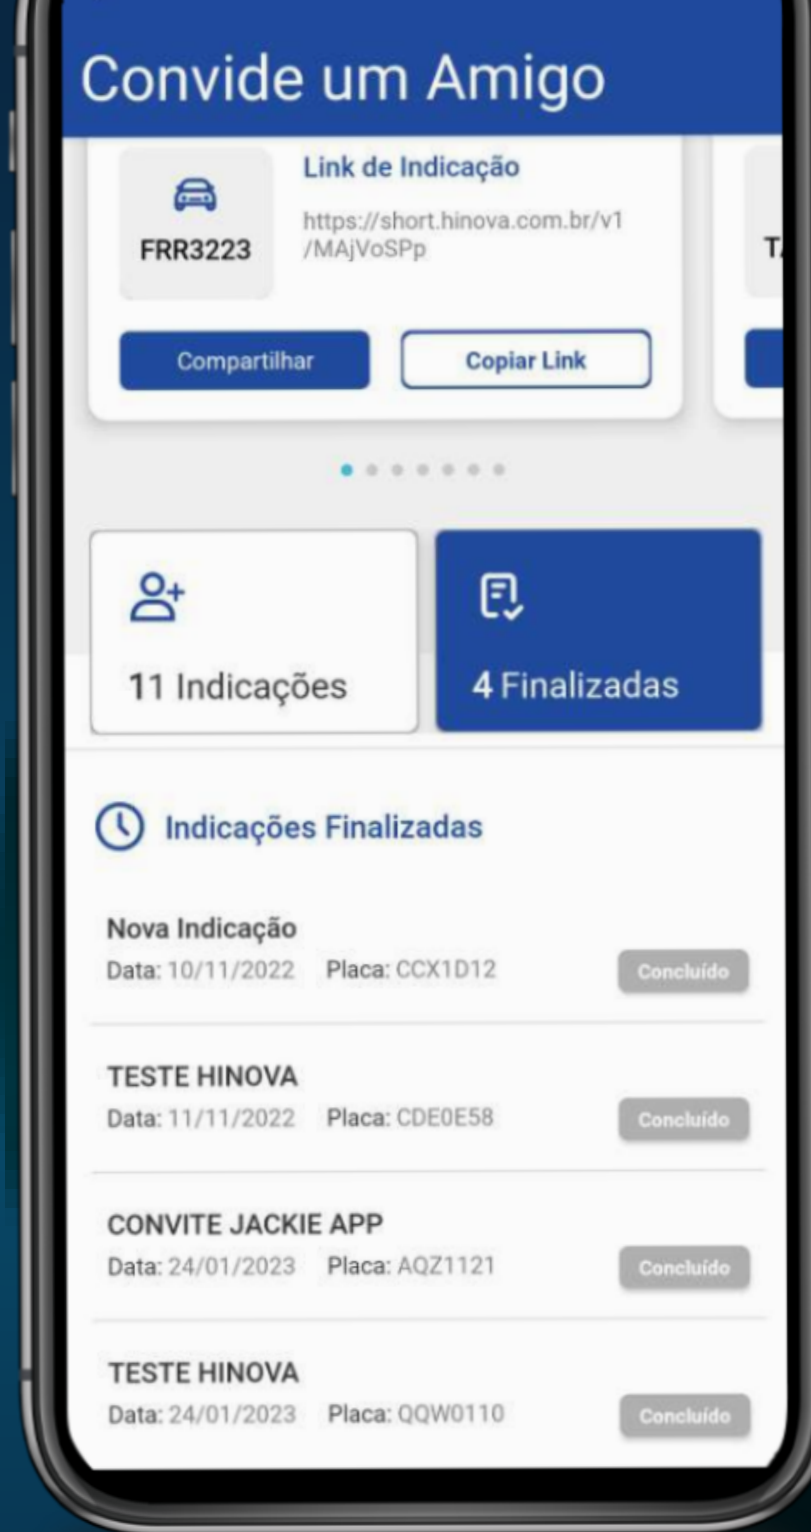 Convide um Amigo
FRR3223
Link de Indicação
https://short.hinova.com.br/v1
/MAjVoSPp
Compartilhar
Copiar Link
11 Indicações
4 Finalizadas
Indicações Finalizadas
Nova Indicação
Data: 10/11/2022 Placa: CCX1D12
Concluído
TESTE HINOVA
Data: 11/11/2022 Placa: CDE0E58
Concluído
CONVITE JACKIE APP
Data: 24/01/2023 Placa: AQZ1121
Concluído
TESTE HINOVA
Data: 24/01/2023 Placa: QQW0110
Concluído